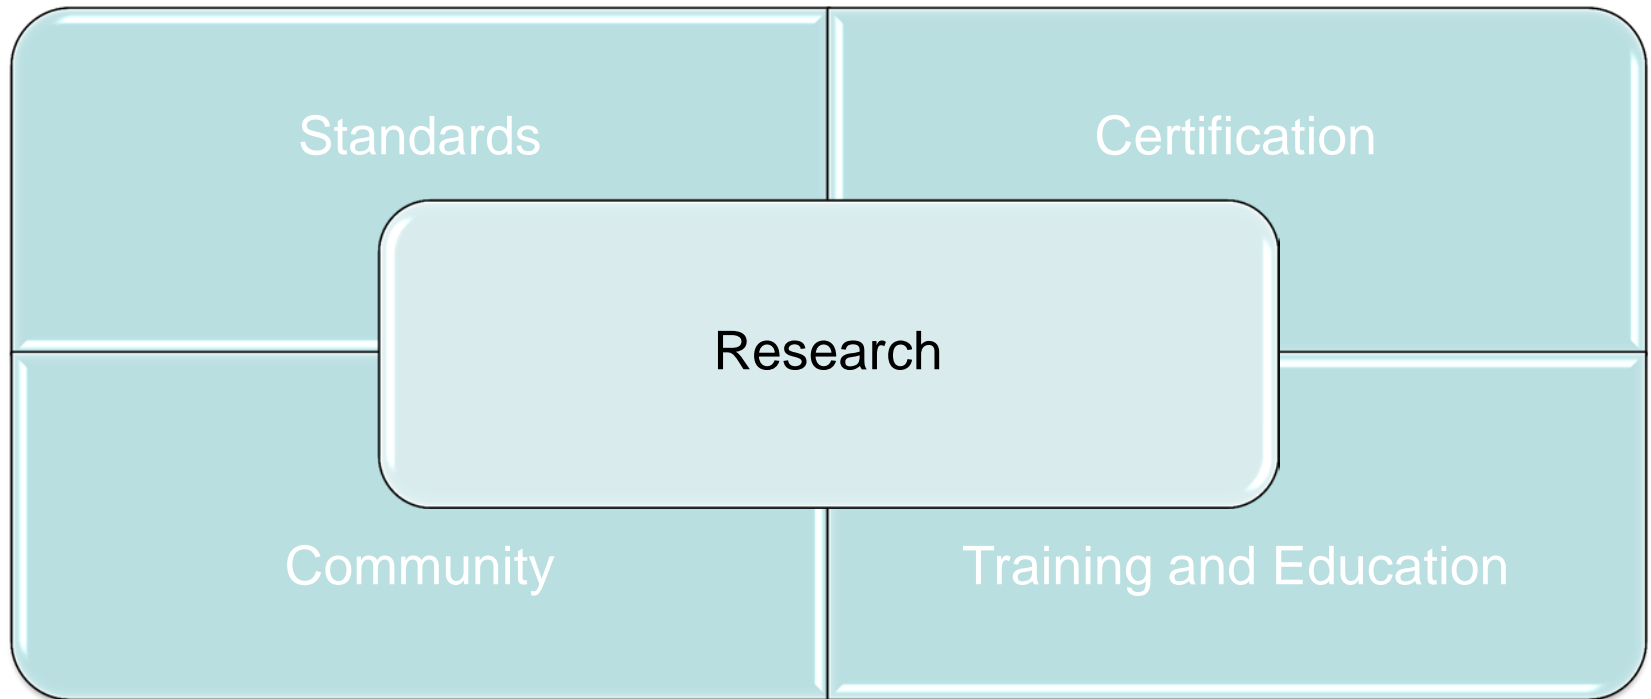 Standards
Certification
Research
Community
Training and Education